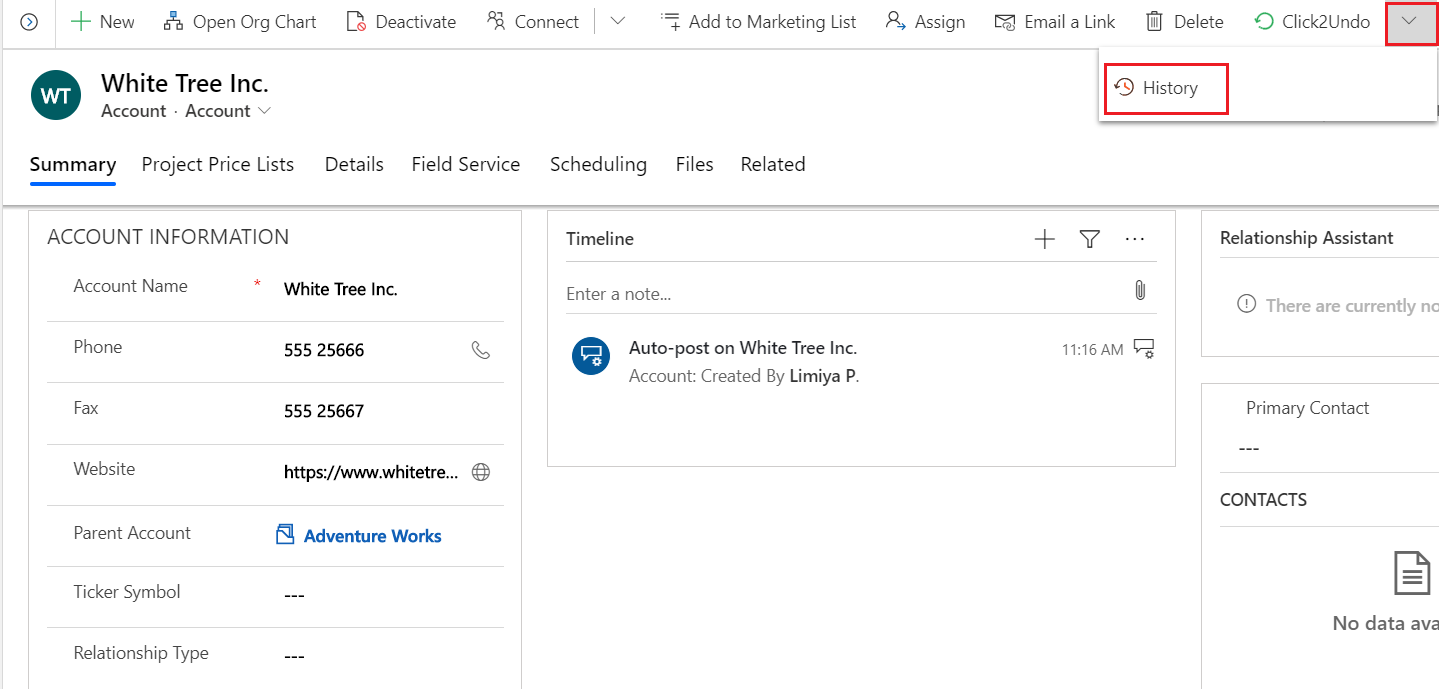 New Open Org Chart Deactivate Connect Add to Marketing List Assign Email a Link Delete Click2Undo
History
WT
White Tree Inc.
Account · Account
Summary Project Price Lists Details Field Service Scheduling Files Related
ACCOUNT INFORMATION
Account Name * White Tree Inc.
Phone 555 25666
Fax 555 25667
Website https://www.whitetre...
Parent Account Adventure Works
Ticker Symbol ---
Relationship Type ---
Timeline
Enter a note...
Auto-post on White Tree Inc. 11:16 AM
Account: Created By Limiya P.
Relationship Assistant
There are currently no
Primary Contact
---
CONTACTS
No data ava